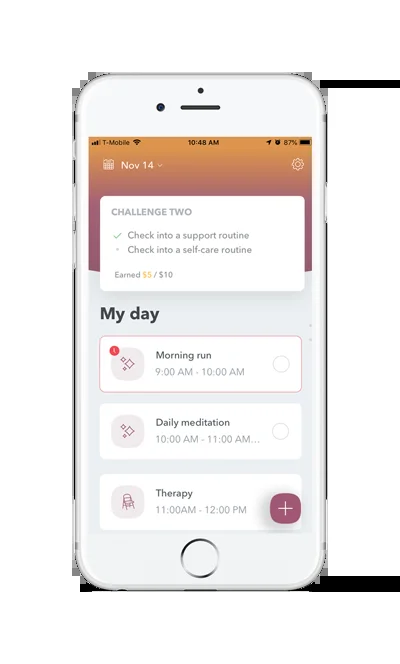 T-Mobile 10:48 AM 87%
Nov 14
CHALLENGE TWO
Check into a support routine
Check into a self-care routine
Earned $5 / $10
My day
Morning run
9:00 AM - 10:00 AM
Daily meditation
10:00 AM - 11:00 AM...
Therapy
11:00AM - 12:00 PM